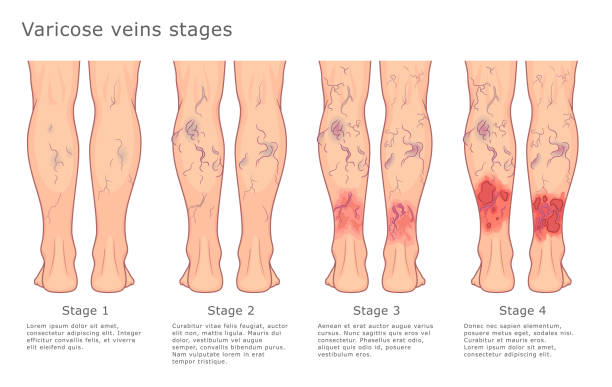 Varicose veins stages
Stage 1
Lorem ipsum dolor sit amet,
consectetur adipiscing elit. Integer
efficitur convallis felis, et viverra
elit eleifend quis.
Stage 2
Curabitur vitae felis feugiat, auctor
elit non, mattis ligula. Mauris dui
dolor, vestibulum vel augue
semper, convallis bibendum purus.
Nam vulputate lorem in erat
tempor tristique.
Stage 3
Aenean et erat auctor augue varius
cursus. Nunc sagittis quis eros vel
consectetur. Phasellus erat odio,
aliquet quis odio id, posuere
vestibulum eros.
Stage 4
Donec nec sapien elementum,
posuere metus eget, sodales nisi.
Curabitur et mauris eros.
Lorem ipsum dolor sit amet,
consectetur adipiscing elit.